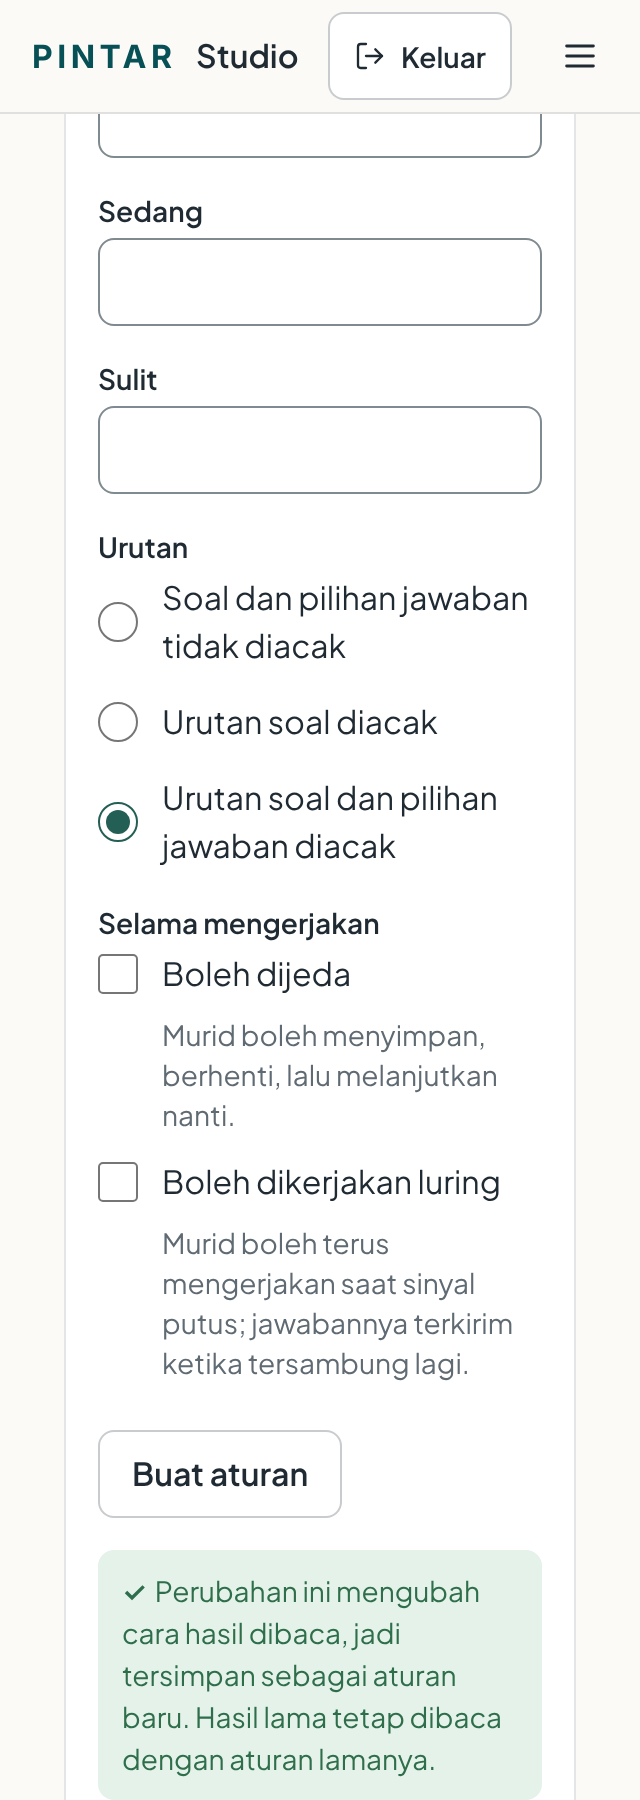 PINTAR Studio Keluar
Sedang
Sulit
Urutan
Soal dan pilihan jawaban
tidak diacak
Urutan soal diacak
Urutan soal dan pilihan
jawaban diacak
Selama mengerjakan
Boleh dijeda
Murid boleh menyimpan,
berhenti, lalu melanjutkan
nanti.
Boleh dikerjakan luring
Murid boleh terus
mengerjakan saat sinyal
putus; jawabannya terkirim
ketika tersambung lagi.
Buat aturan
✓ Perubahan ini mengubah
cara hasil dibaca, jadi
tersimpan sebagai aturan
baru. Hasil lama tetap dibaca
dengan aturan lamanya.